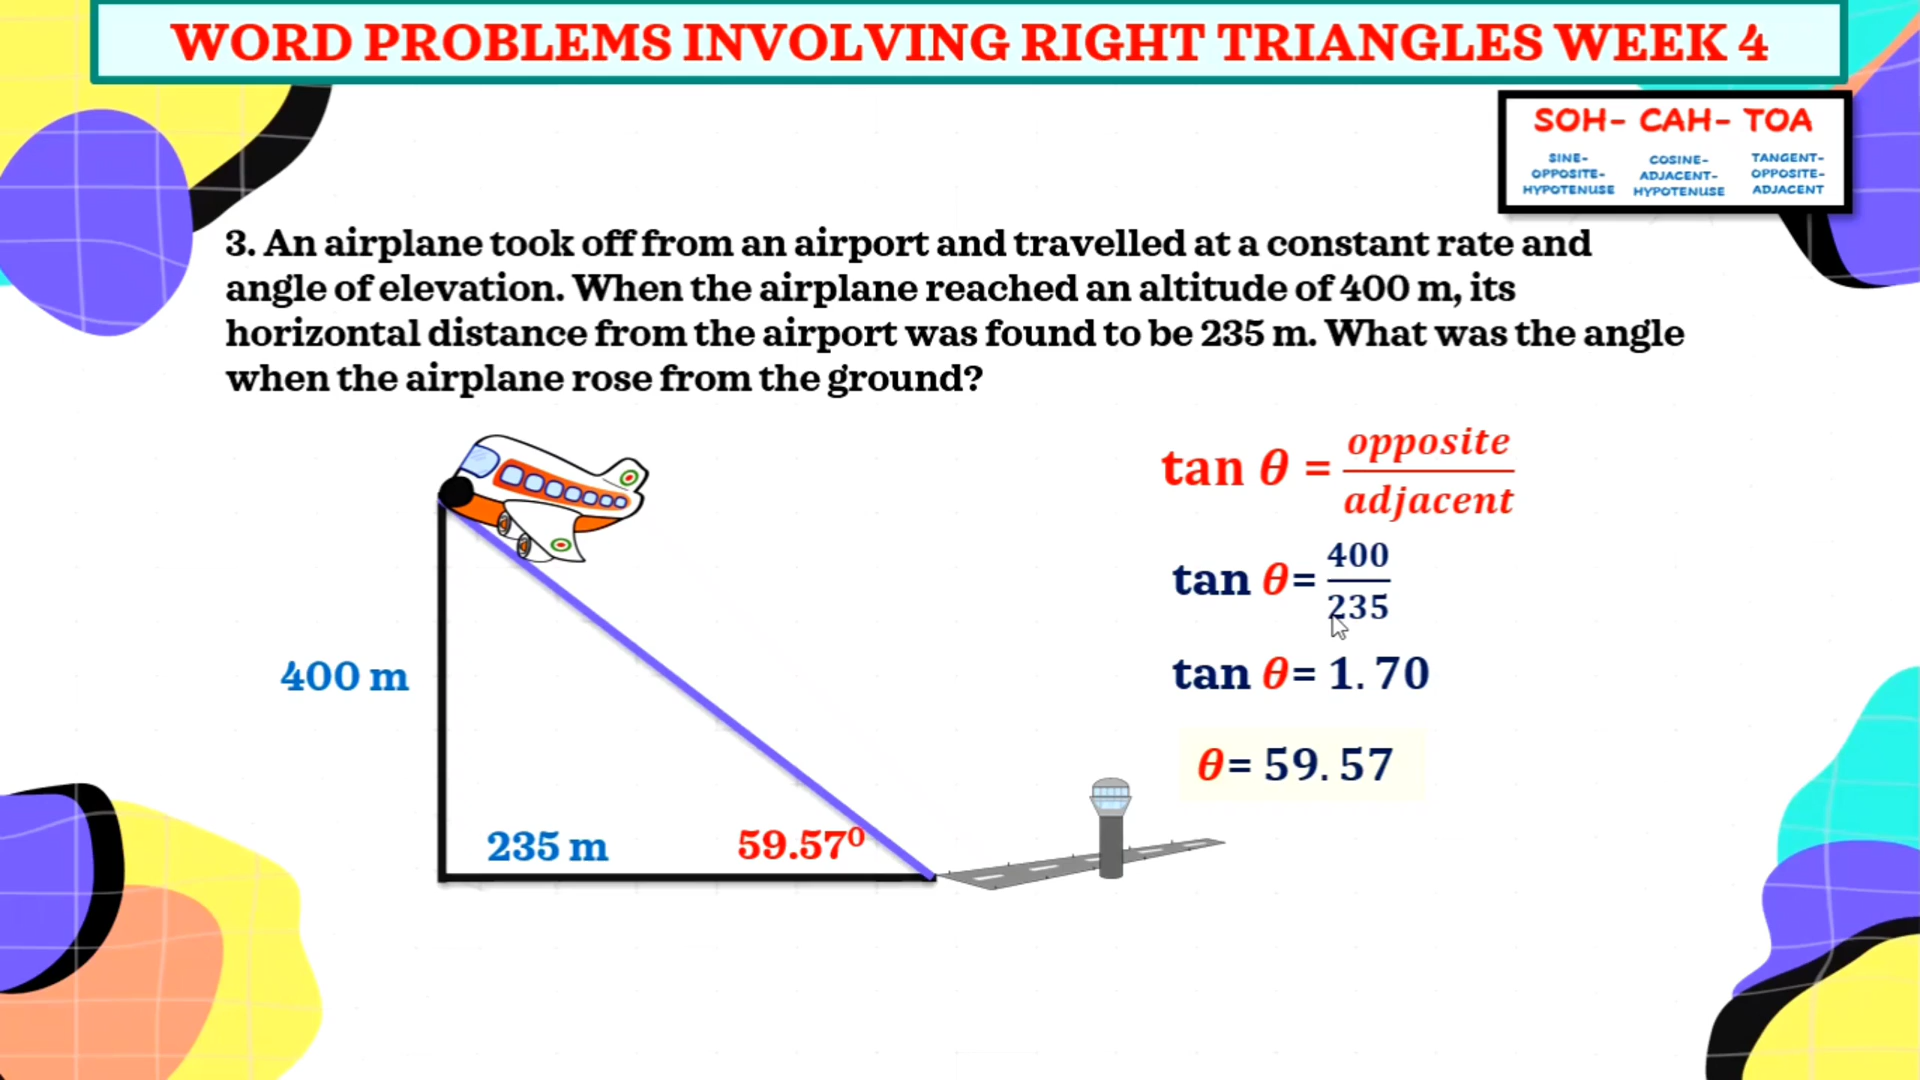 WORD PROBLEMS INVOLVING RIGHT TRIANGLES WEEK 4
SOH- CAH- TOA
SINE-
OPPOSITE-
HYPOTENUSE
COSINE-
ADJACENT-
HYPOTENUSE
TANGENT-
OPPOSITE-
ADJACENT
3. An airplane took off from an airport and travelled at a constant rate and
angle of elevation. When the airplane reached an altitude of 400 m, its
horizontal distance from the airport was found to be 235 m. What was the angle
when the airplane rose from the ground?
tan θ = opposite/adjacent
tan θ= 400/235
tan θ= 1.70
θ= 59.57
400 m
235 m
59.57⁰